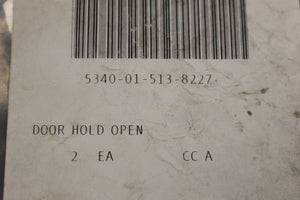 5340-01-513-8227
DOOR HOLD OPEN
2 EA CC A